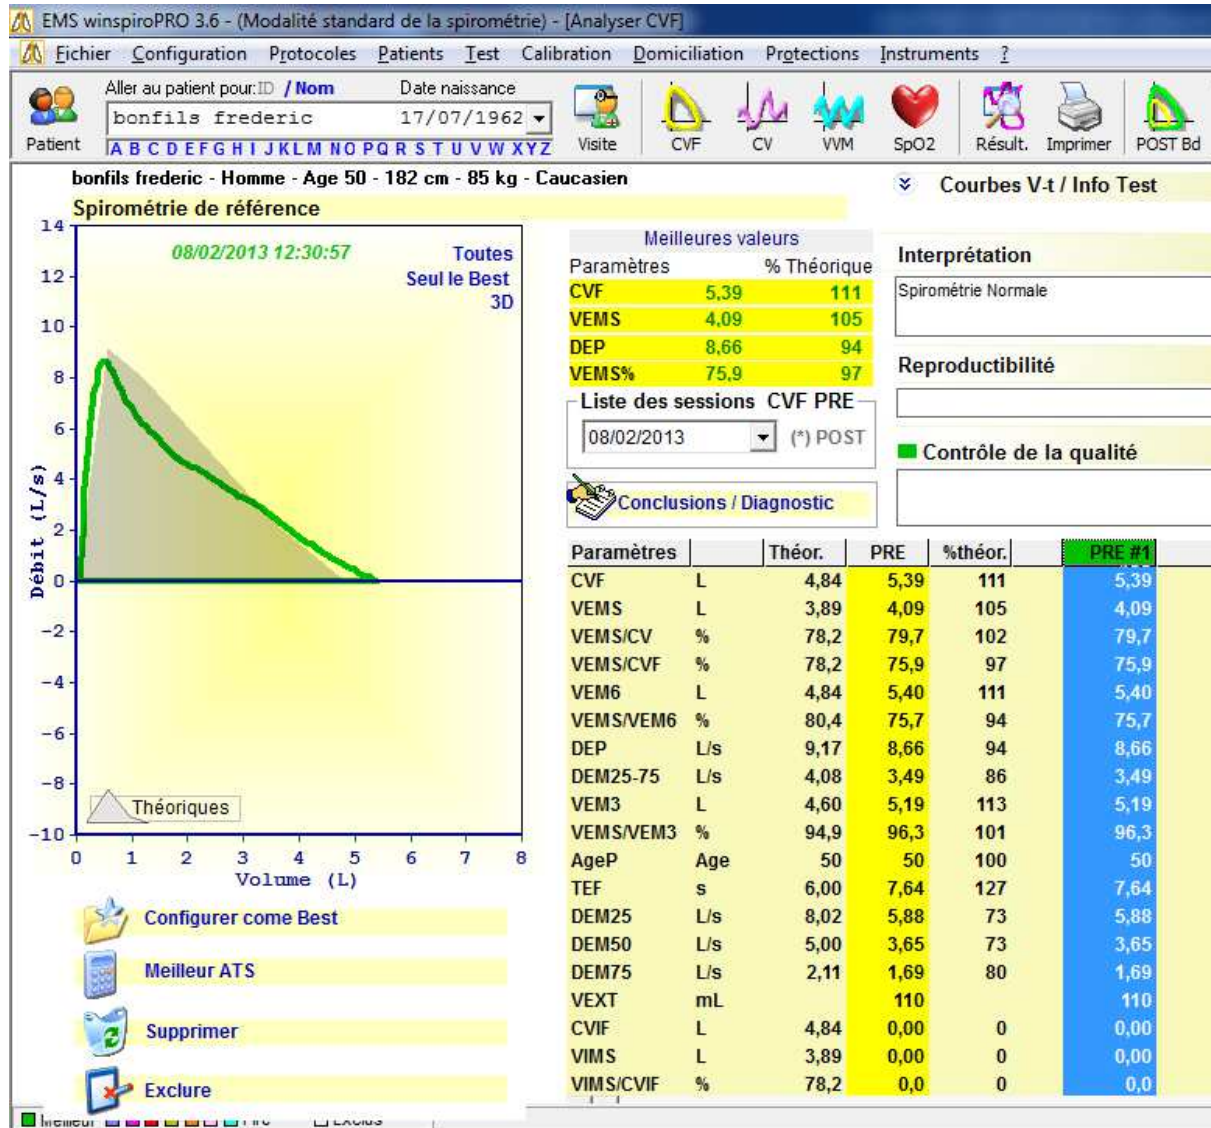 EMS winspiroPRO 3.6 - (Modalité standard de la spirométrie) - [Analyser CVF]
Fichier Configuration Protocoles Patients Test Calibration Domiciliation Protections Instruments ?
Aller au patient pour: ID / Nom Date naissance
bonfils frederic 17/07/1962
A B C D E F G H I J K L M N O P Q R S T U V W X Y Z
Patient Visite CVF CV VVM SpO2 Résult. Imprimer POST Bd
bonfils frederic - Homme - Age 50 - 182 cm - 85 kg - Caucasien
Courbes V-t / Info Test
Spirométrie de référence
08/02/2013 12:30:57
Toutes
Seul le Best
3D
14
12
10
8
6
4
2
0
-2
-4
-6
-8
-10
Débit (L/s)
Théoriques
0 1 2 3 4 5 6 7 8
Volume (L)
Configurer come Best
Meilleur ATS
Supprimer
Exclure
Meilleures valeurs
Paramètres % Théorique
CVF 5,39 111
VEMS 4,09 105
DEP 8,66 94
VEMS% 75,9 97
Liste des sessions CVF PRE
08/02/2013 (*) POST
Conclusions / Diagnostic
Interprétation
Spirométrie Normale
Reproductibilité
Contrôle de la qualité
Paramètres Théor. PRE %théor. PRE #1
CVF L 4,84 5,39 111 5,39
VEMS L 3,89 4,09 105 4,09
VEMS/CV % 78,2 79,7 102 79,7
VEMS/CVF % 78,2 75,9 97 75,9
VEM6 L 4,84 5,40 111 5,40
VEMS/VEM6 % 80,4 75,7 94 75,7
DEP L/s 9,17 8,66 94 8,66
DEM25-75 L/s 4,08 3,49 86 3,49
VEM3 L 4,60 5,19 113 5,19
VEMS/VEM3 % 94,9 96,3 101 96,3
AgeP Age 50 50 100 50
TEF s 6,00 7,64 127 7,64
DEM25 L/s 8,02 5,88 73 5,88
DEM50 L/s 5,00 3,65 73 3,65
DEM75 L/s 2,11 1,69 80 1,69
VEXT mL 110 110
CVIF L 4,84 0,00 0 0,00
VIMS L 3,89 0,00 0 0,00
VIMS/CVIF % 78,2 0,0 0 0,0